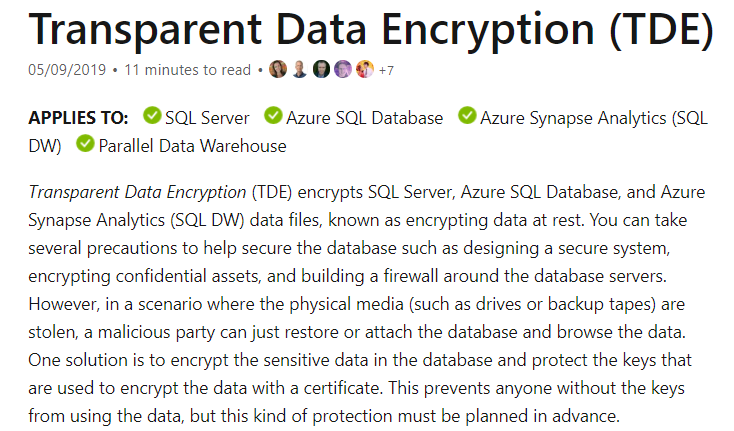 Transparent Data Encryption (TDE)
05/09/2019 • 11 minutes to read • +7
APPLIES TO: SQL Server Azure SQL Database Azure Synapse Analytics (SQL
DW) Parallel Data Warehouse
Transparent Data Encryption (TDE) encrypts SQL Server, Azure SQL Database, and Azure
Synapse Analytics (SQL DW) data files, known as encrypting data at rest. You can take
several precautions to help secure the database such as designing a secure system,
encrypting confidential assets, and building a firewall around the database servers.
However, in a scenario where the physical media (such as drives or backup tapes) are
stolen, a malicious party can just restore or attach the database and browse the data.
One solution is to encrypt the sensitive data in the database and protect the keys that
are used to encrypt the data with a certificate. This prevents anyone without the keys
from using the data, but this kind of protection must be planned in advance.